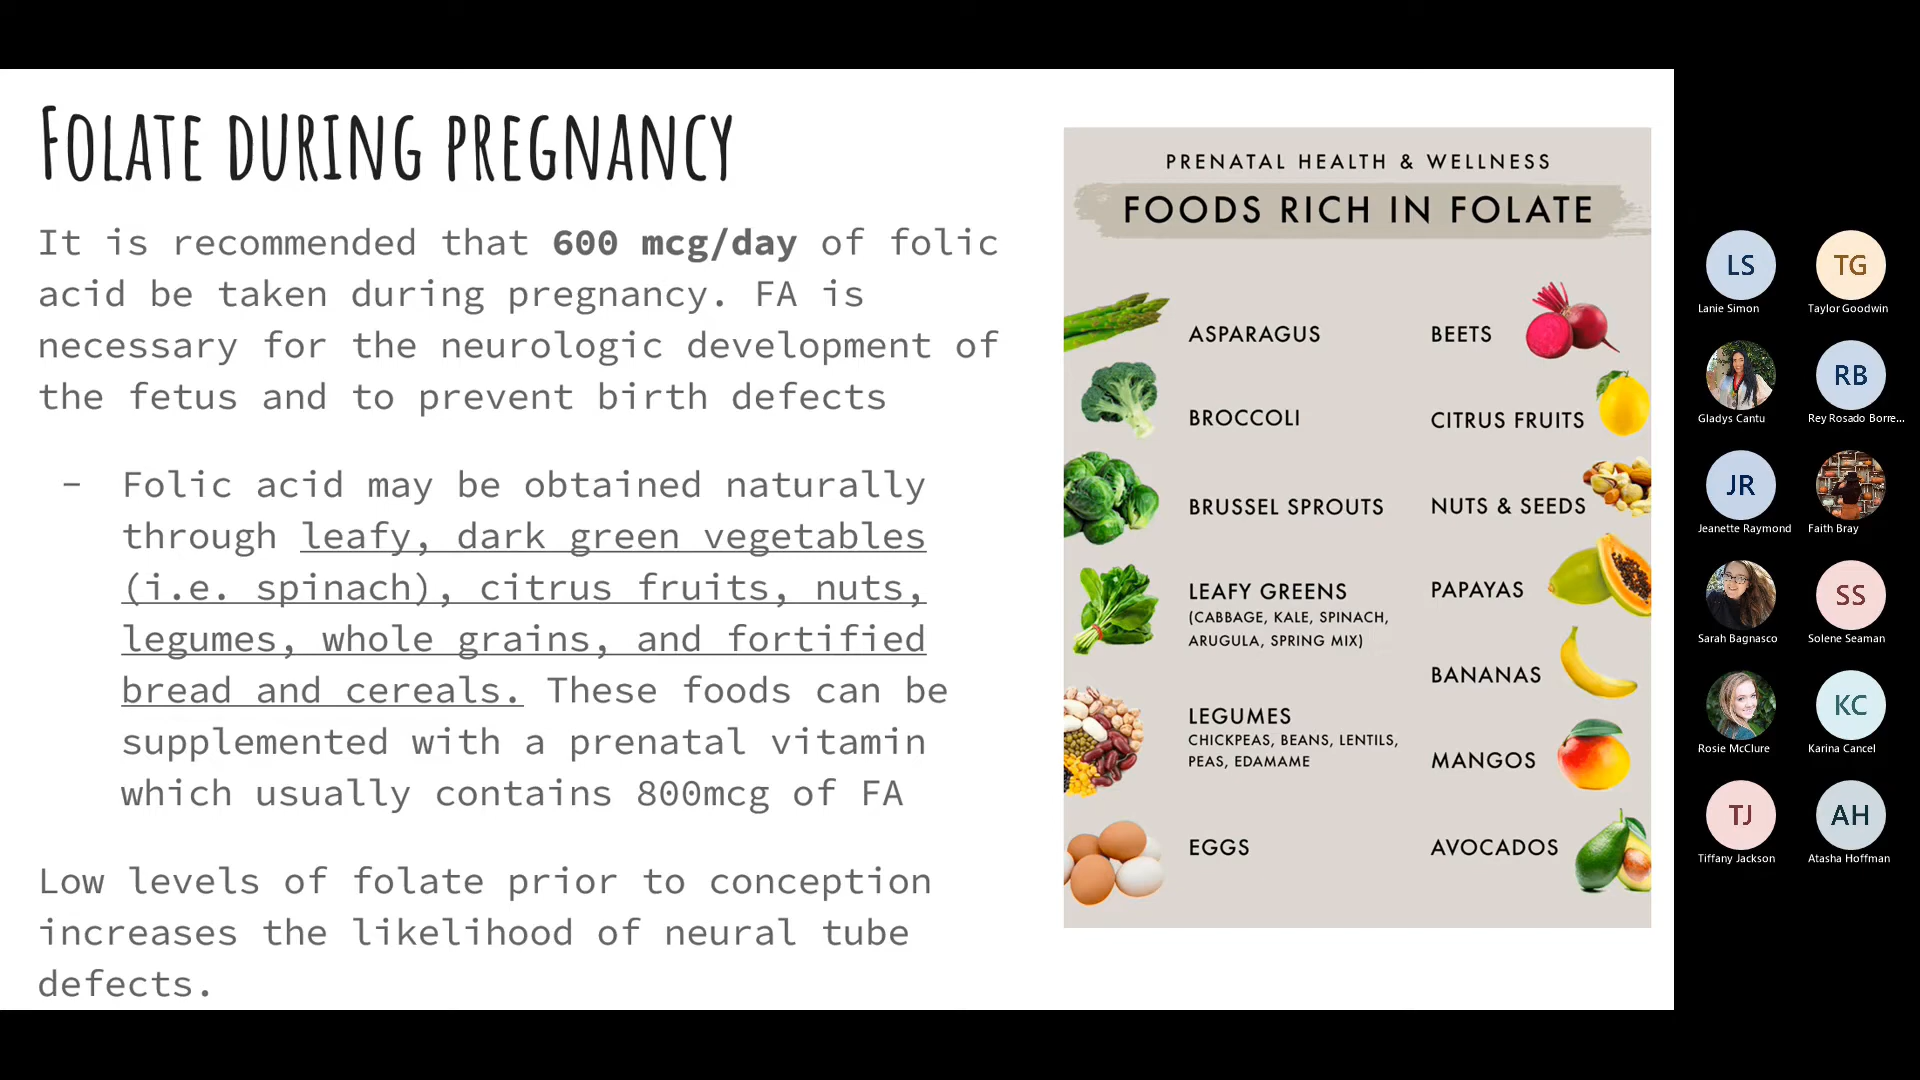 FOLATE DURING PREGNANCY
It is recommended that 600 mcg/day of folic
acid be taken during pregnancy. FA is
necessary for the neurologic development of
the fetus and to prevent birth defects
- Folic acid may be obtained naturally
through leafy, dark green vegetables
(i.e. spinach), citrus fruits, nuts,
legumes, whole grains, and fortified
bread and cereals. These foods can be
supplemented with a prenatal vitamin
which usually contains 800mcg of FA
Low levels of folate prior to conception
increases the likelihood of neural tube
defects.
PRENATAL HEALTH & WELLNESS
FOODS RICH IN FOLATE
ASPARAGUS
BROCCOLI
BRUSSEL SPROUTS
LEAFY GREENS
(CABBAGE, KALE, SPINACH,
ARUGULA, SPRING MIX)
LEGUMES
CHICKPEAS, BEANS, LENTILS,
PEAS, EDAMAME
EGGS
BEETS
CITRUS FRUITS
NUTS & SEEDS
PAPAYAS
BANANAS
MANGOS
AVOCADOS
LS
Lanie Simon
TG
Taylor Goodwin
Gladys Cantu
RB
Rey Rosado Borre...
JR
Jeanette Raymond
Faith Bray
Sarah Bagnasco
SS
Solene Seaman
Rosie McClure
KC
Karina Cancel
TJ
Tiffany Jackson
AH
Atasha Hoffman